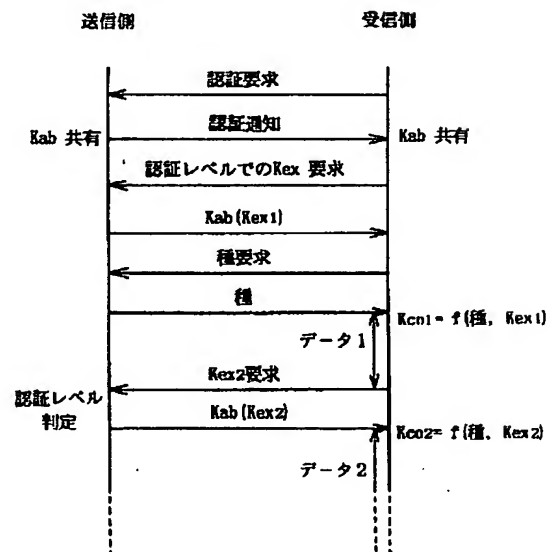 送信側
受信側
認証要求
認証通知
Kab 共有
Kab 共有
認証レベルでのKex 要求
Kab(Kex1)
種要求
種
Kco1= f(種, Kex1)
データ1
Kex2要求
認証レベル
判定
Kab(Kex2)
Kco2= f(種, Kex2)
データ2